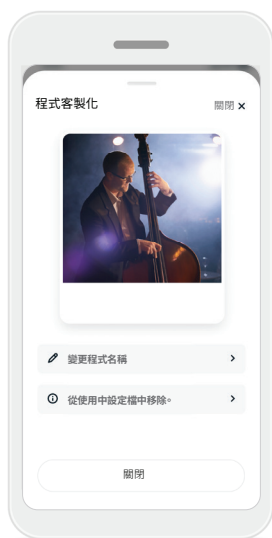 程式客製化
關閉 ×
變更程式名稱
從使用中設定檔中移除。
關閉